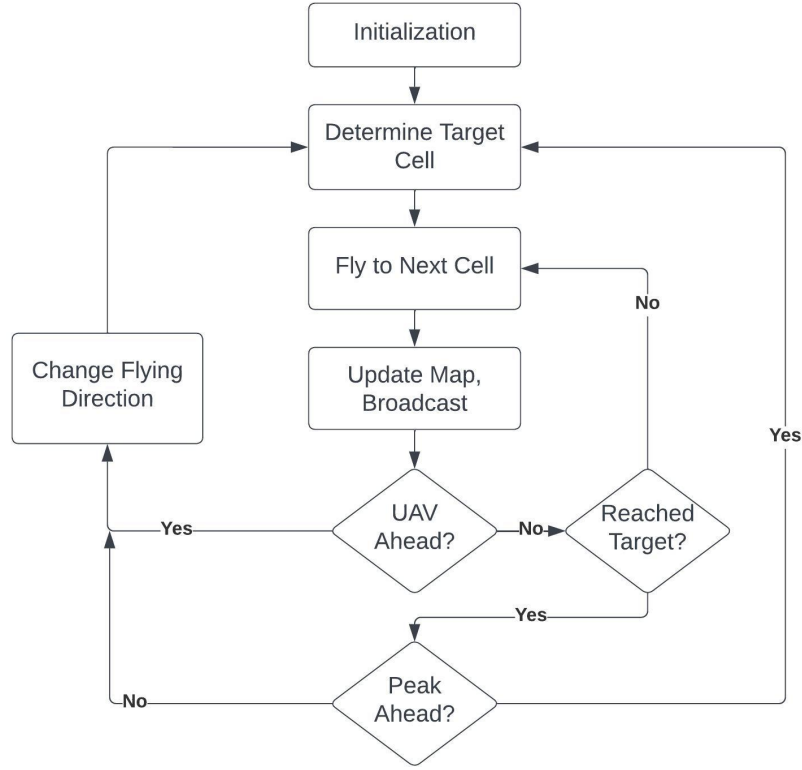 Initialization
Determine Target
Cell
Fly to Next Cell
No
Change Flying
Direction
Update Map,
Broadcast
Yes
UAV
Ahead?
Yes
No
Reached
Target?
Yes
Peak
Ahead?
No